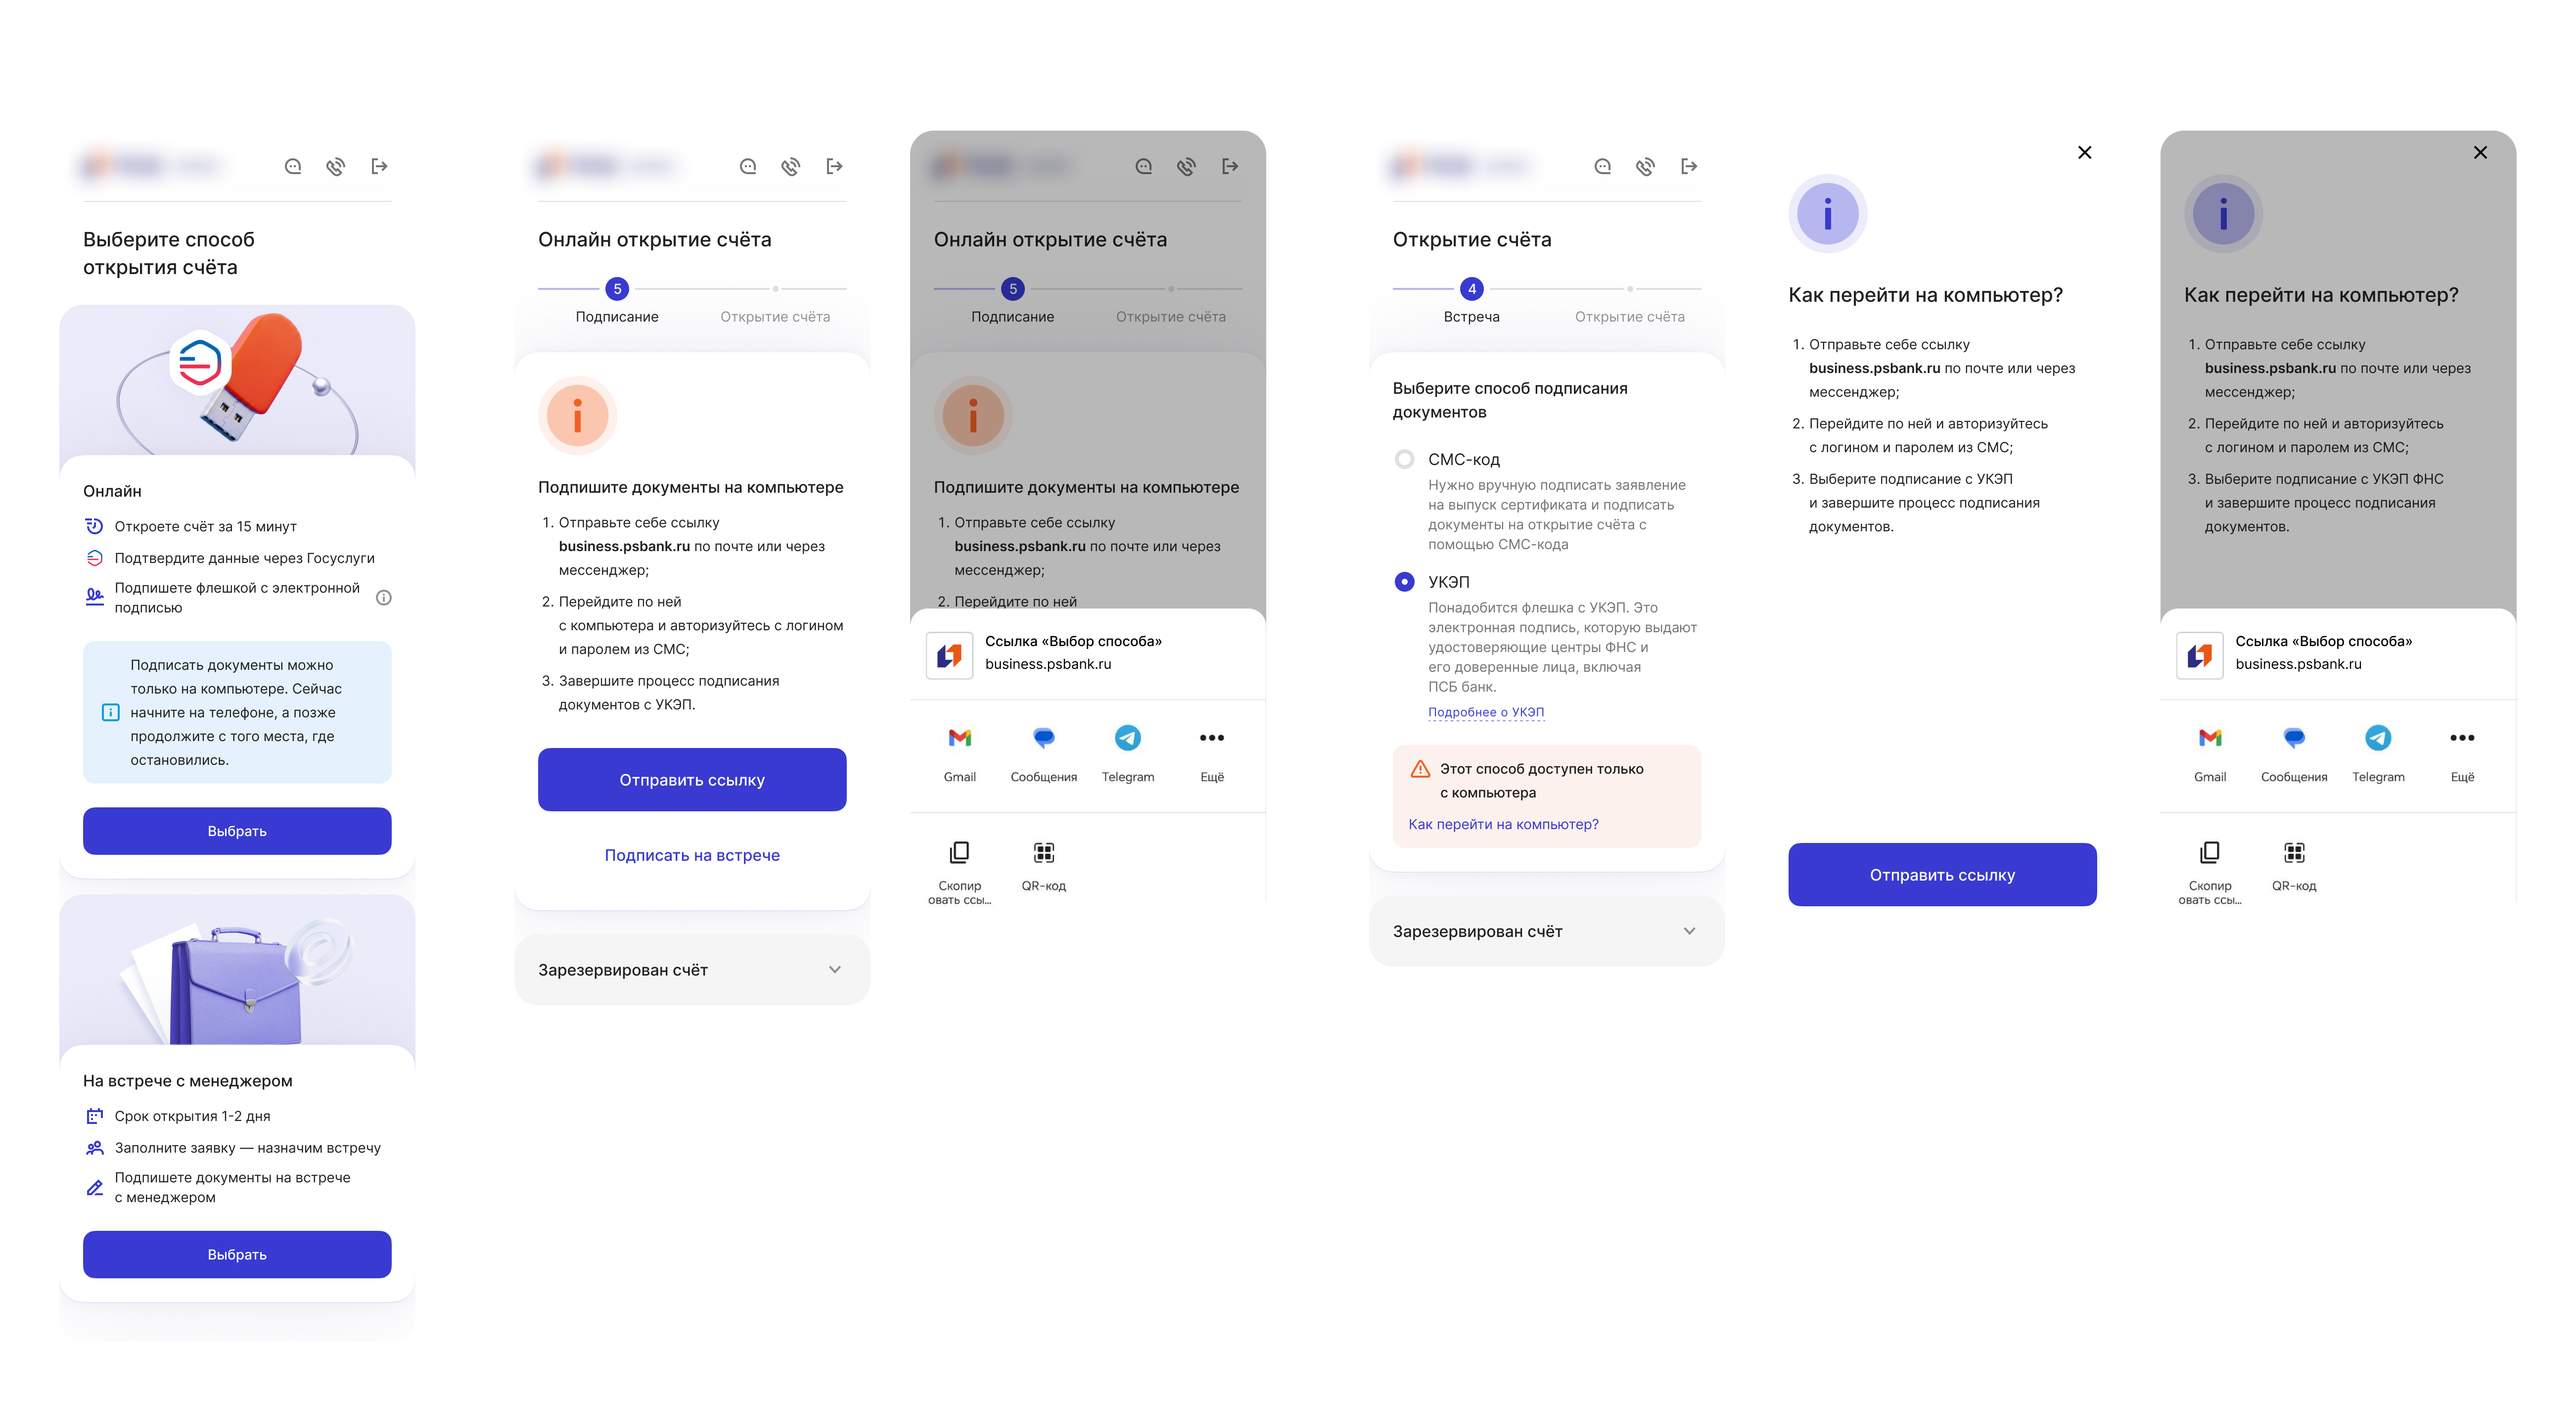 Выберите способ
открытия счёта
Онлайн
Откроете счёт за 15 минут
Подтвердите данные через Госуслуги
Подпишете флешкой с электронной
подписью
Подписать документы можно
только на компьютере. Сейчас
начните на телефоне, а позже
продолжите с того места, где
остановились.
Выбрать
На встрече с менеджером
Срок открытия 1-2 дня
Заполните заявку — назначим встречу
Подпишете документы на встрече
с менеджером
Выбрать
Онлайн открытие счёта
5
Подписание
Открытие счёта
Подпишите документы на компьютере
1. Отправьте себе ссылку
business.psbank.ru по почте или через
мессенджер;
2. Перейдите по ней
с компьютера и авторизуйтесь с логином
и паролем из СМС;
3. Завершите процесс подписания
документов с УКЭП.
Отправить ссылку
Подписать на встрече
Зарезервирован счёт
Онлайн открытие счёта
5
Подписание
Открытие счёта
Подпишите документы на компьютере
1. Отправьте себе ссылку
business.psbank.ru по почте или через
мессенджер;
2. Перейдите по ней
Ссылка «Выбор способа»
business.psbank.ru
Gmail
Сообщения
Telegram
Ещё
Скопир
овать ссы...
QR-код
Открытие счёта
4
Встреча
Открытие счёта
Выберите способ подписания
документов
СМС-код
Нужно вручную подписать заявление
на выпуск сертификата и подписать
документы на открытие счёта с
помощью СМС-кода
УКЭП
Понадобится флешка с УКЭП. Это
электронная подпись, которую выдают
удостоверяющие центры ФНС и
его доверенные лица, включая
ПСБ банк.
Подробнее о УКЭП
Этот способ доступен только
с компьютера
Как перейти на компьютер?
Зарезервирован счёт
Как перейти на компьютер?
1. Отправьте себе ссылку
business.psbank.ru по почте или через
мессенджер;
2. Перейдите по ней и авторизуйтесь
с логином и паролем из СМС;
3. Выберите подписание с УКЭП
и завершите процесс подписания
документов.
Отправить ссылку
Как перейти на компьютер?
1. Отправьте себе ссылку
business.psbank.ru по почте или через
мессенджер;
2. Перейдите по ней и авторизуйтесь
с логином и паролем из СМС;
3. Выберите подписание с УКЭП ФНС
и завершите процесс подписания
документов.
Ссылка «Выбор способа»
business.psbank.ru
Gmail
Сообщения
Telegram
Ещё
Скопир
овать ссы...
QR-код